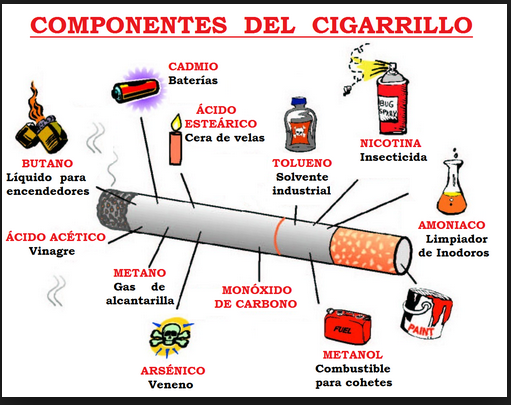 COMPONENTES DEL CIGARRILLO
CADMIO
Baterías
ÁCIDO
ESTEÁRICO
Cera de velas
BUG
SPRAY
NICOTINA
Insecticida
BUTANO
Líquido para
encendedores
TOLUENO
Solvente
industrial
AMONIACO
Limpiador
de Inodoros
ÁCIDO ACÉTICO
Vinagre
METANO
Gas de
alcantarilla
MONÓXIDO
DE CARBONO
PAINT
FUEL
ARSÉNICO
Veneno
METANOL
Combustible
para cohetes